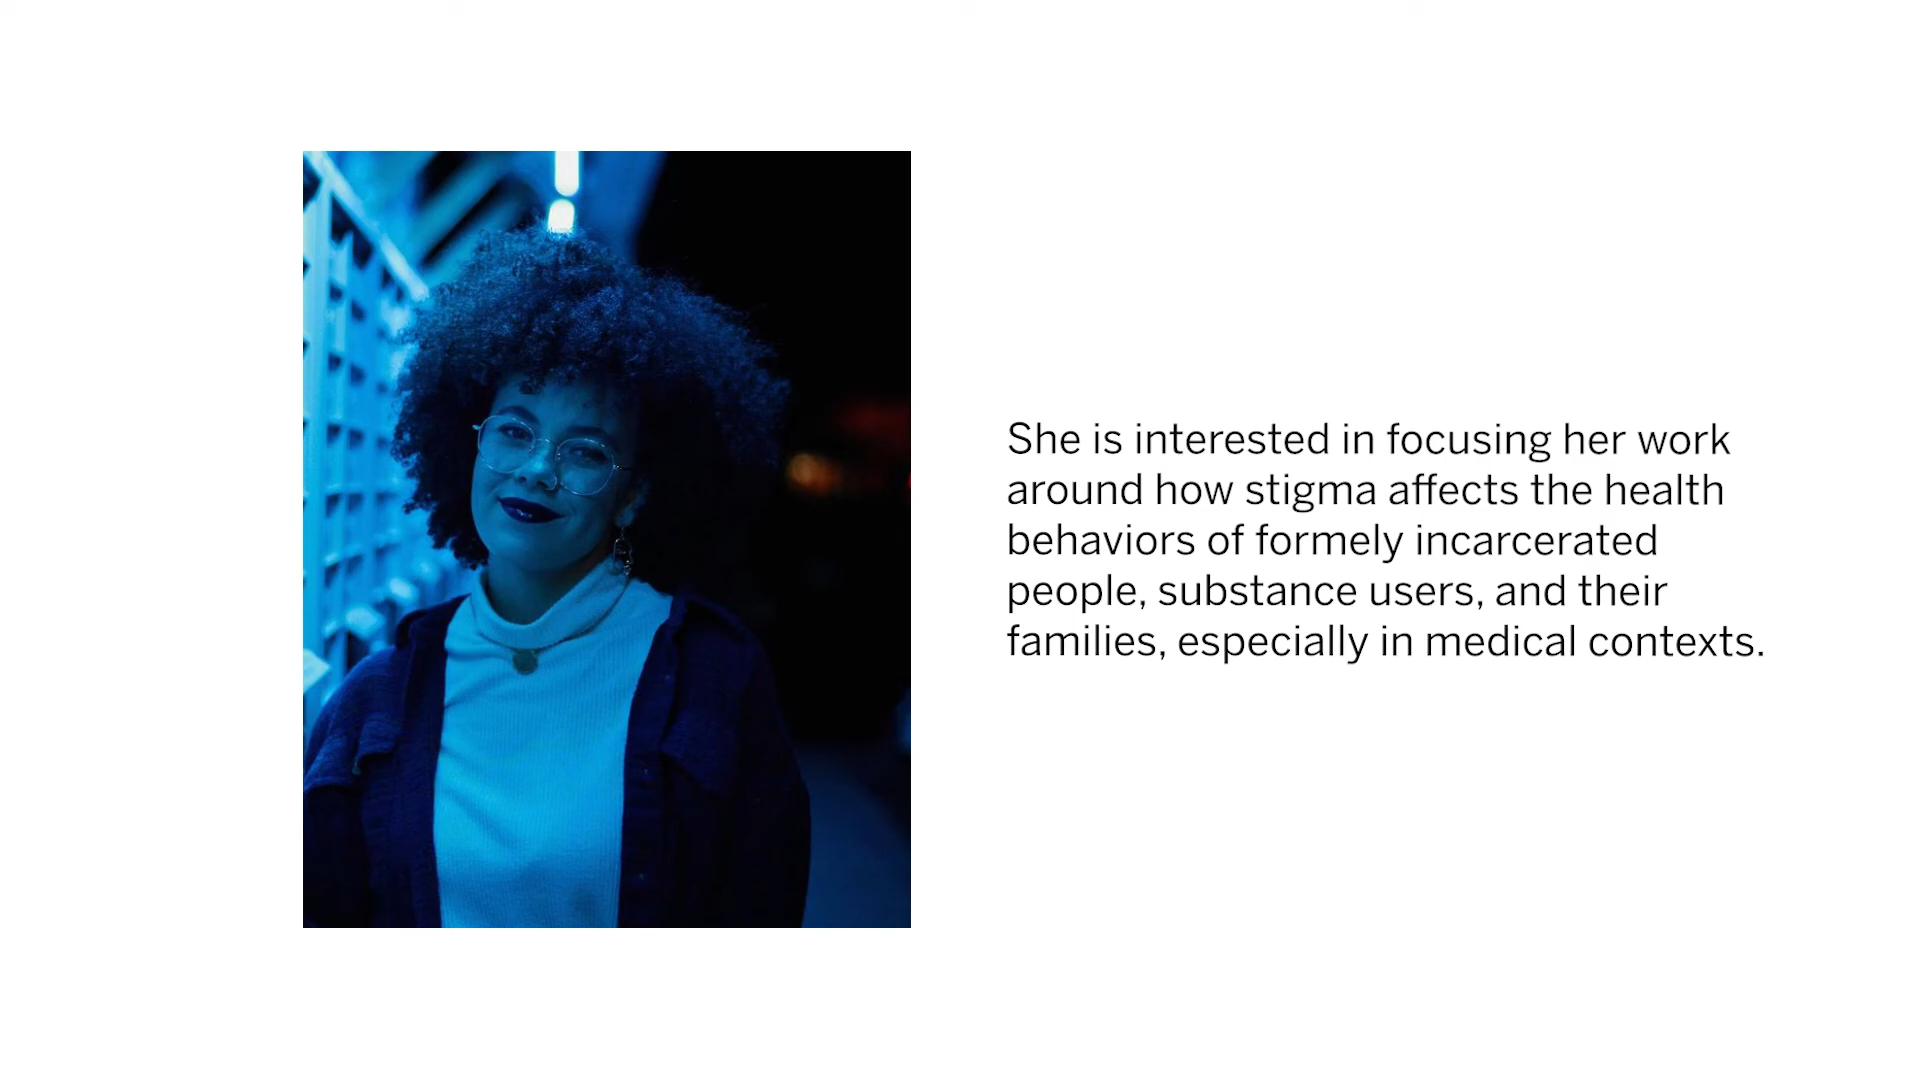 She is interested in focusing her work
around how stigma affects the health
behaviors of formely incarcerated
people, substance users, and their
families, especially in medical contexts.